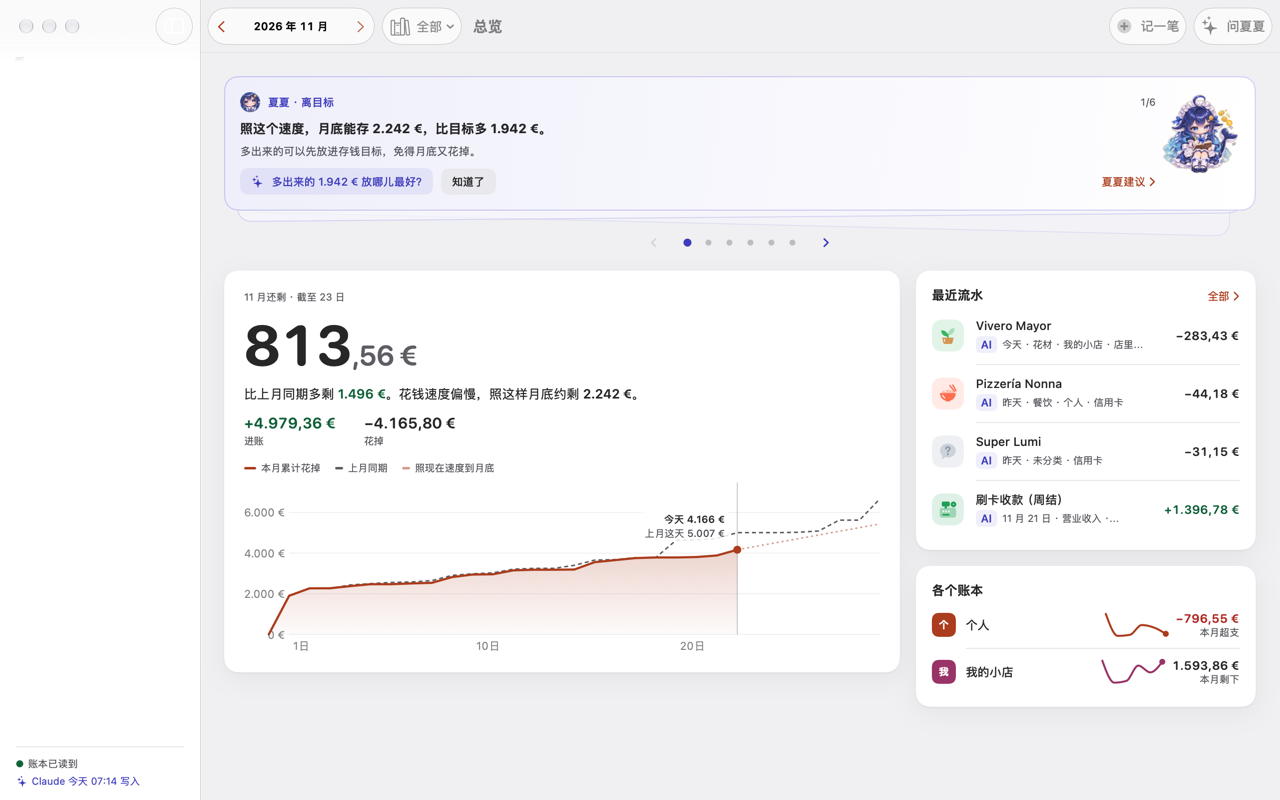 2026 年 11 月
全部
总览
记一笔
问夏夏
夏夏 · 离目标
1/6
照这个速度，月底能存 2.242 €，比目标多 1.942 €。
多出来的可以先放进存钱目标，免得月底又花掉。
多出来的 1.942 € 放哪儿最好?
知道了
夏夏建议
11 月还剩 · 截至 23 日
813,56 €
比上月同期多剩 1.496 €。花钱速度偏慢，照这样月底约剩 2.242 €。
+4.979,36 €
−4.165,80 €
进账
花掉
本月累计花掉
上月同期
照现在速度到月底
今天 4.166 €
上月这天 5.007 €
6.000 €
4.000 €
2.000 €
0 €
1日
10日
20日
最近流水
全部
Vivero Mayor
AI 今天 · 花材 · 我的小店 · 店里...
−283,43 €
Pizzería Nonna
AI 昨天 · 餐饮 · 个人 · 信用卡
−44,18 €
Super Lumi
AI 昨天 · 未分类 · 信用卡
−31,15 €
刷卡收款（周结）
AI 11 月 21 日 · 营业收入 · ...
+1.396,78 €
各个账本
个 个人
−796,55 €
本月超支
我 我的小店
1.593,86 €
本月剩下
账本已读到
Claude 今天 07:14 写入